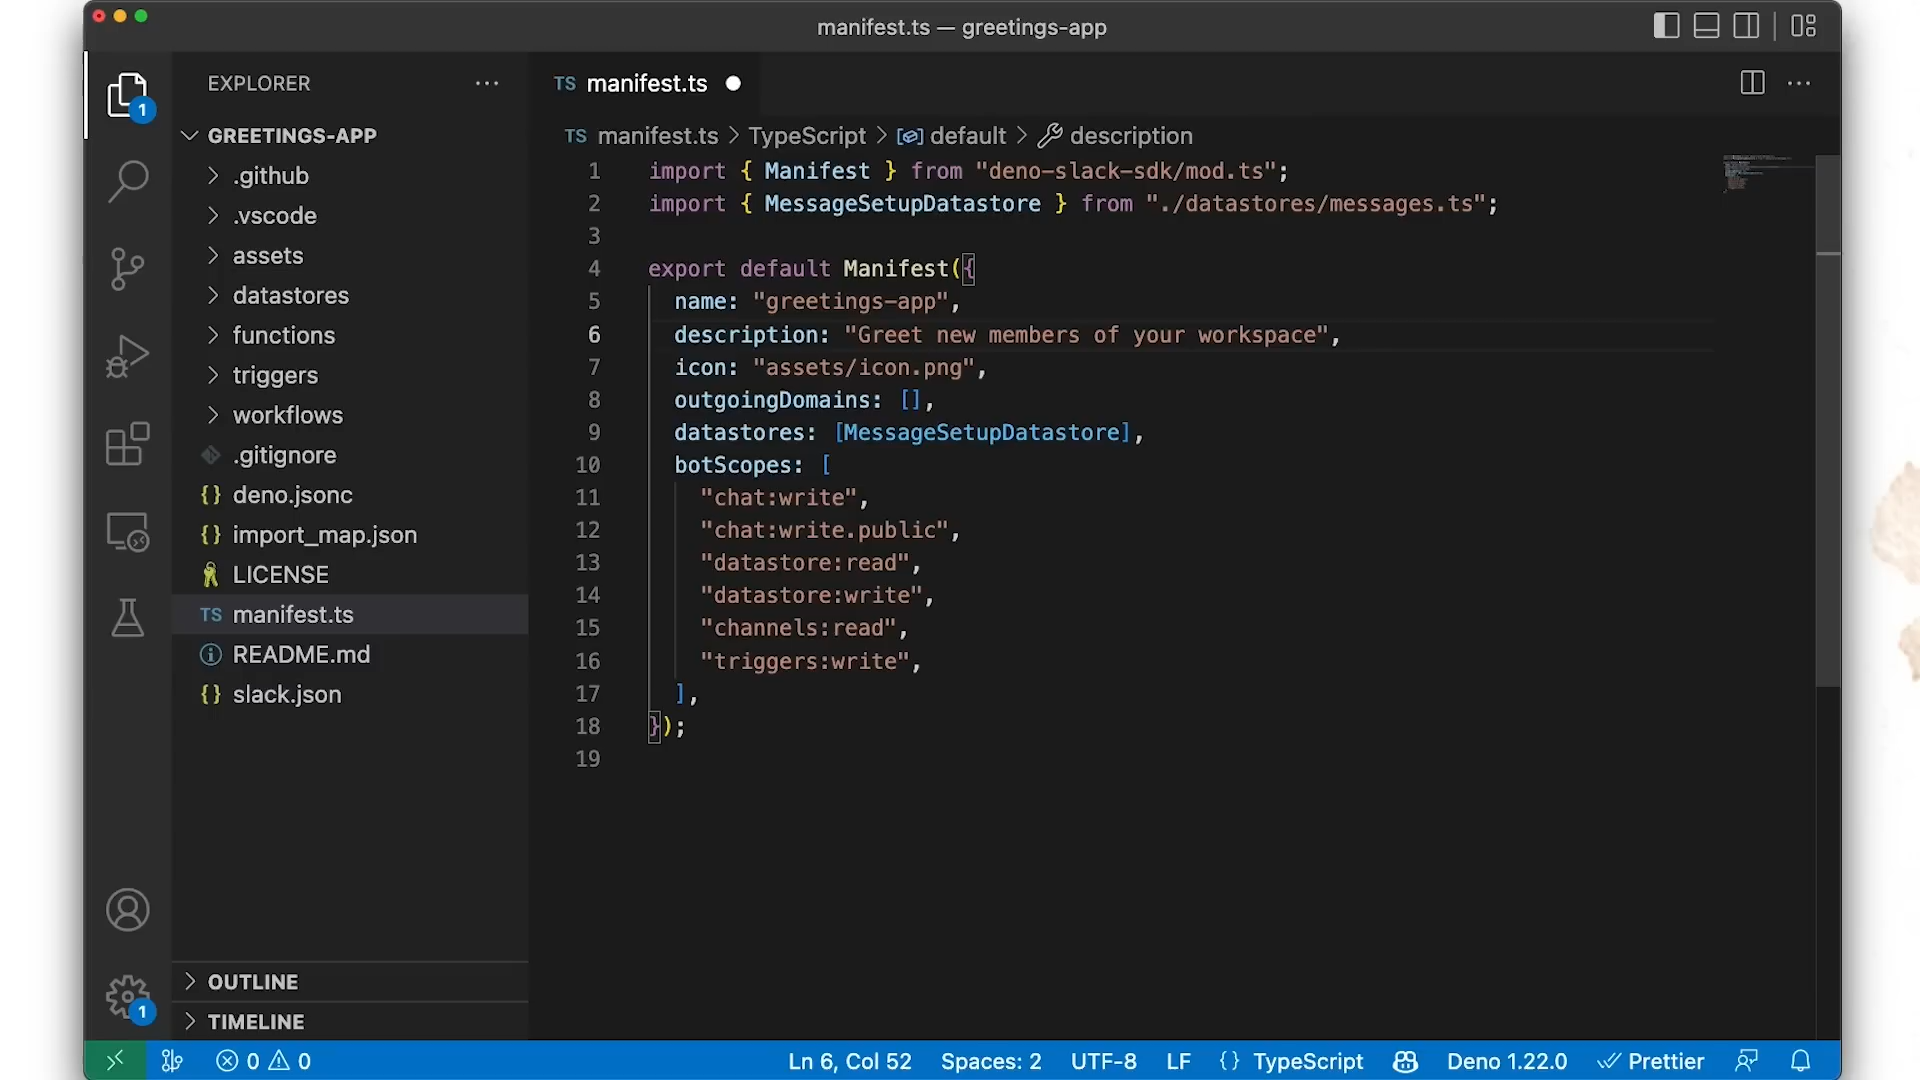 manifest.ts — greetings-app
EXPLORER
TS manifest.ts
1
GREETINGS-APP
TS manifest.ts > TypeScript > default > description
.github
.vscode
assets
datastores
functions
triggers
workflows
.gitignore
{} deno.jsonc
{} import_map.json
LICENSE
TS manifest.ts
README.md
{} slack.json
OUTLINE
TIMELINE
1
1 import { Manifest } from "deno-slack-sdk/mod.ts";
2 import { MessageSetupDatastore } from "./datastores/messages.ts";
3
4 export default Manifest({
5 name: "greetings-app",
6 description: "Greet new members of your workspace",
7 icon: "assets/icon.png",
8 outgoingDomains: [],
9 datastores: [MessageSetupDatastore],
10 botScopes: [
11 "chat:write",
12 "chat:write.public",
13 "datastore:read",
14 "datastore:write",
15 "channels:read",
16 "triggers:write",
17 ],
18 });
19
0 0 Ln 6, Col 52 Spaces: 2 UTF-8 LF {} TypeScript Deno 1.22.0 Prettier